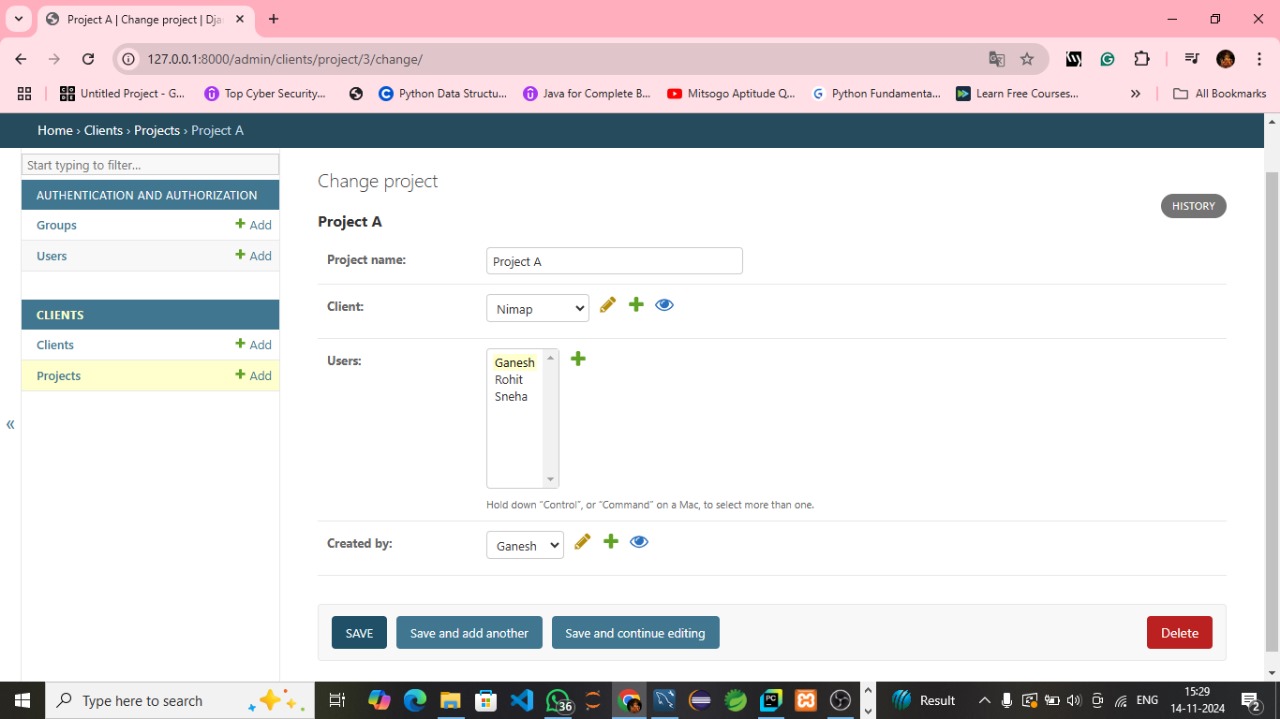 Project A | Change project | Dja
127.0.0.1:8000/admin/clients/project/3/change/
Untitled Project - G...
Top Cyber Security...
Python Data Structu...
Java for Complete B...
Mitsogo Aptitude Q...
Python Fundamenta...
Learn Free Courses...
»
All Bookmarks
Home › Clients › Projects › Project A
Start typing to filter...
AUTHENTICATION AND AUTHORIZATION
Groups + Add
Users + Add
CLIENTS
Clients + Add
Projects + Add
«
Change project
HISTORY
Project A
Project name: Project A
Client: Nimap
Users:
Ganesh
Rohit
Sneha
Hold down “Control”, or “Command” on a Mac, to select more than one.
Created by: Ganesh
SAVE
Save and add another
Save and continue editing
Delete
Type here to search
36
PC
Result
ENG
15:29
14-11-2024
2